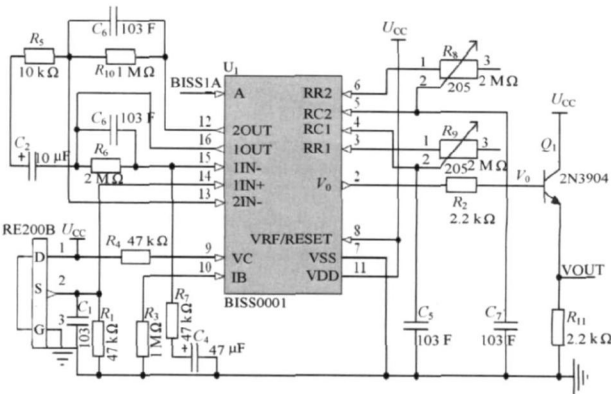 C6 103 F
UCC
R5
10 kΩ
R10 1 MΩ
U1
BISS1A
A
RR2
6
1
R8
3
205
2 MΩ
2
5
RC2
UCC
C6
103 F
12
2OUT
RC1
4
16
1OUT
RR1
3
1
R9
3
205
2 MΩ
2
Q1
C2
10 μF
+
R6
2 MΩ
15
1IN-
14
1IN+
13
2IN-
V0
2
R2
2.2 kΩ
V0
2N3904
RE200B
UCC
D
1
R4
47 kΩ
9
VC
VRF/RESET
8
VSS
7
VDD
11
VOUT
S
2
10
IB
BISS0001
G
3
C1
103
R1
47 kΩ
R3
1 MΩ
R7
47 kΩ
+
C4
47 μF
C5
103 F
C7
103 F
R11
2.2 kΩ